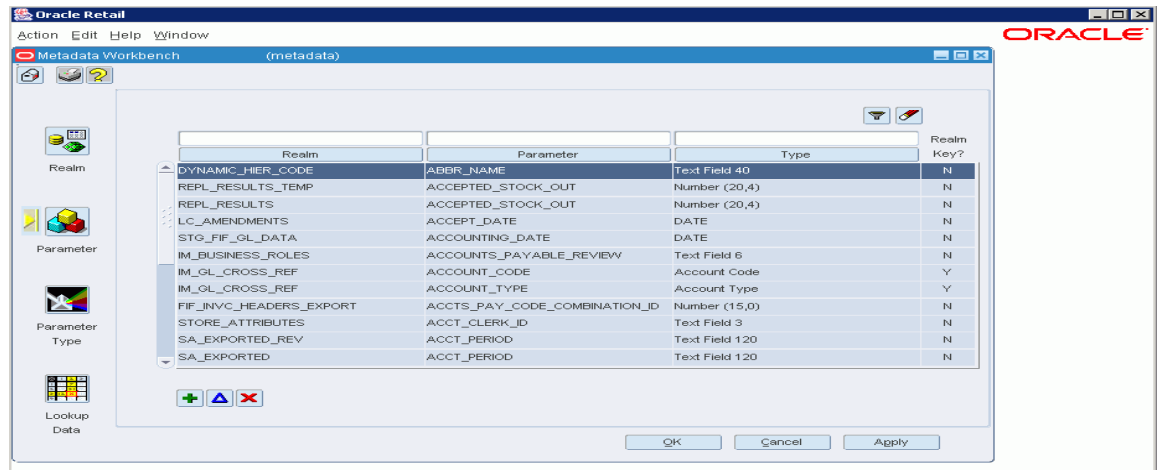 Oracle Retail
Action Edit Help Window
ORACLE
Metadata Workbench (metadata)
Realm
Key?
Realm Parameter Type
DYNAMIC_HIER_CODE ABBR_NAME Text Field 40 N
REPL_RESULTS_TEMP ACCEPTED_STOCK_OUT Number (20,4) N
REPL_RESULTS ACCEPTED_STOCK_OUT Number (20,4) N
LC_AMENDMENTS ACCEPT_DATE DATE N
STG_FIF_GL_DATA ACCOUNTING_DATE DATE N
IM_BUSINESS_ROLES ACCOUNTS_PAYABLE_REVIEW Text Field 6 N
IM_GL_CROSS_REF ACCOUNT_CODE Account Code Y
IM_GL_CROSS_REF ACCOUNT_TYPE Account Type Y
FIF_INVC_HEADERS_EXPORT ACCTS_PAY_CODE_COMBINATION_ID Number (15,0) N
STORE_ATTRIBUTES ACCT_CLERK_ID Text Field 3 N
SA_EXPORTED_REV ACCT_PERIOD Text Field 120 N
SA_EXPORTED ACCT_PERIOD Text Field 120 N
Realm
Parameter
Parameter
Type
Lookup
Data
OK Cancel Apply